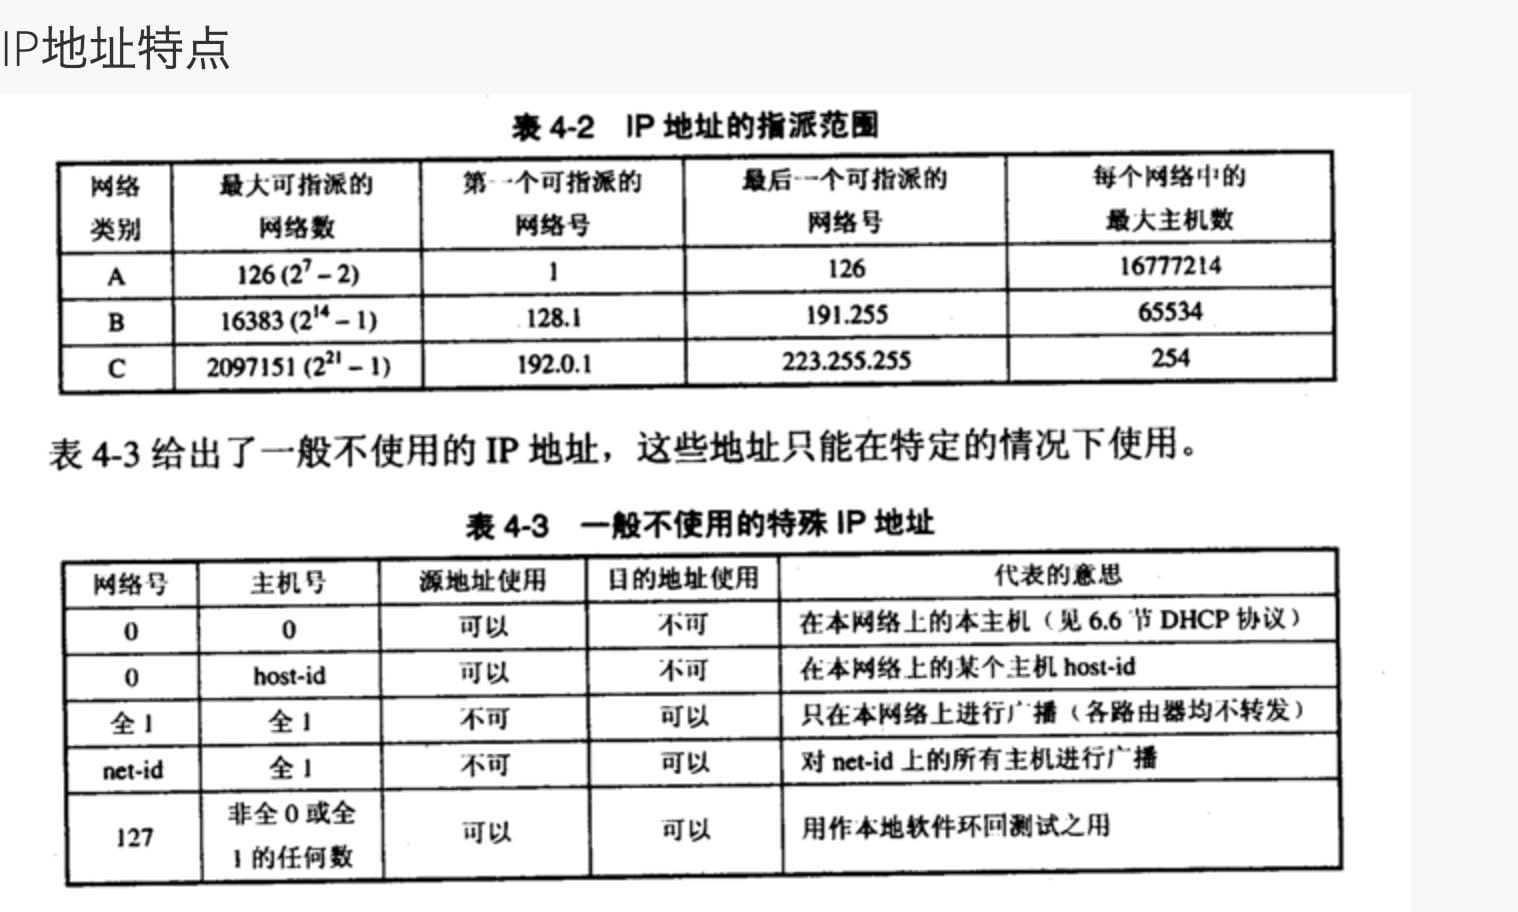 IP地址特点
表 4-2 IP 地址的指派范围
网络类别 最大可指派的网络数 第一个可指派的网络号 最后一个可指派的网络号 每个网络中的最大主机数
A 126 (2⁷ – 2) 1 126 16777214
B 16383 (2¹⁴ – 1) 128.1 191.255 65534
C 2097151 (2²¹ – 1) 192.0.1 223.255.255 254
表 4-3 给出了一般不使用的 IP 地址，这些地址只能在特定的情况下使用。
表 4-3 一般不使用的特殊 IP 地址
网络号 主机号 源地址使用 目的地址使用 代表的意思
0 0 可以 不可 在本网络上的本主机（见 6.6 节 DHCP 协议）
0 host-id 可以 不可 在本网络上的某个主机 host-id
全 1 全 1 不可 可以 只在本网络上进行广播（各路由器均不转发）
net-id 全 1 不可 可以 对 net-id 上的所有主机进行广播
127 非全 0 或全 1 的任何数 可以 可以 用作本地软件环回测试之用